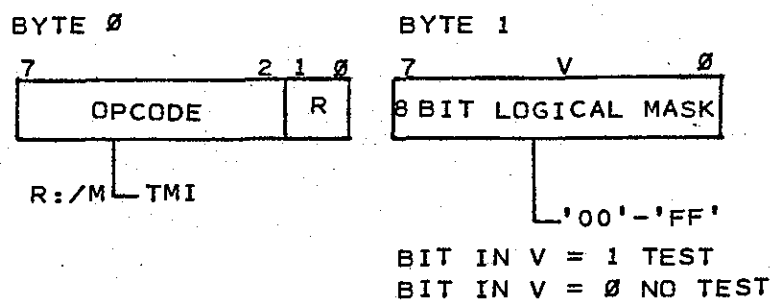 BYTE Ø BYTE 1
7 2 1 Ø 7 V Ø
OPCODE R 8 BIT LOGICAL MASK
R:/M TMI
'00'-'FF'
BIT IN V = 1 TEST
BIT IN V = Ø NO TEST